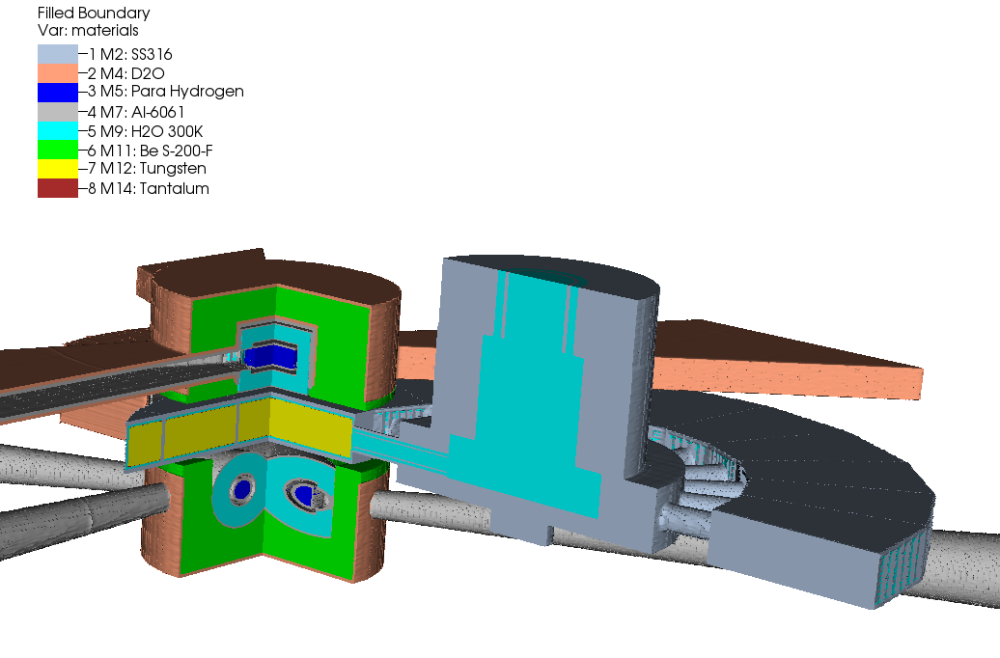 Filled Boundary
Var: materials
1 M2: SS316
2 M4: D2O
3 M5: Para Hydrogen
4 M7: Al-6061
5 M9: H2O 300K
6 M11: Be S-200-F
7 M12: Tungsten
8 M14: Tantalum